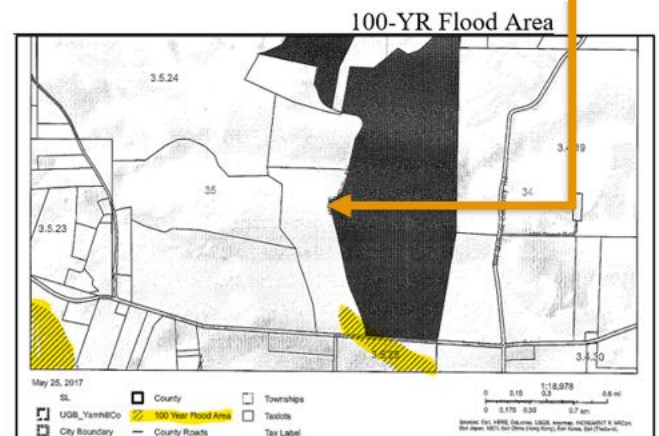 100-YR Flood Area
3.5.24
3.4.19
35
34
3.5.23
3.5.25
3.4.30
May 25, 2017
SL
UGB_YamhillCo
City Boundary
County
100 Year Flood Area
County Roads
Townships
Taxlots
Tax Label
1:18,978
0 0.15 0.3 0.6 mi
0 0.175 0.35 0.7 km